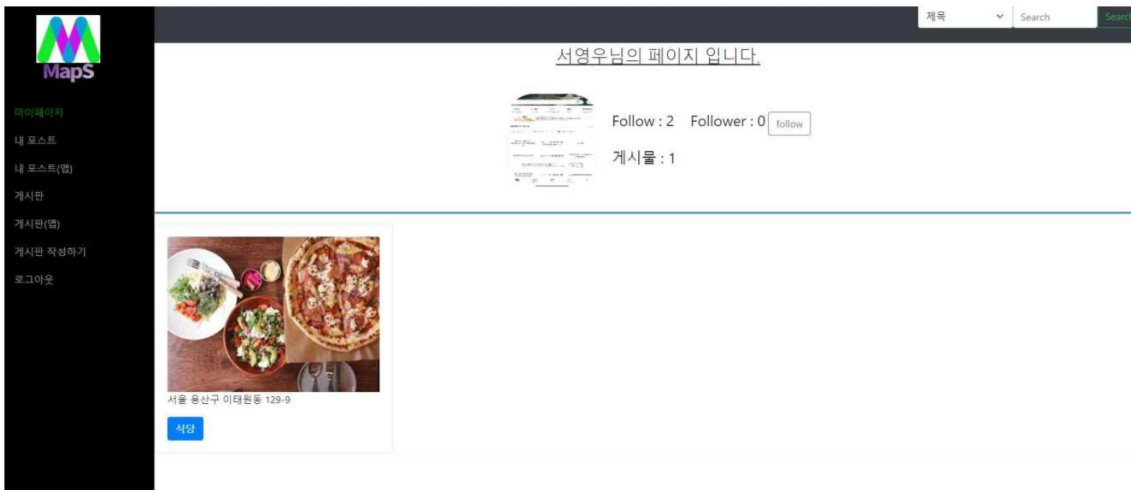 제목 Search Search
MapS
서영우님의 페이지 입니다.
마이페이지
내 포스트
내 포스트(맵)
게시판
게시판(맵)
게시판 작성하기
로그아웃
Follow : 2 Follower : 0 follow
게시물 : 1
서울 용산구 이태원동 129-9
식당